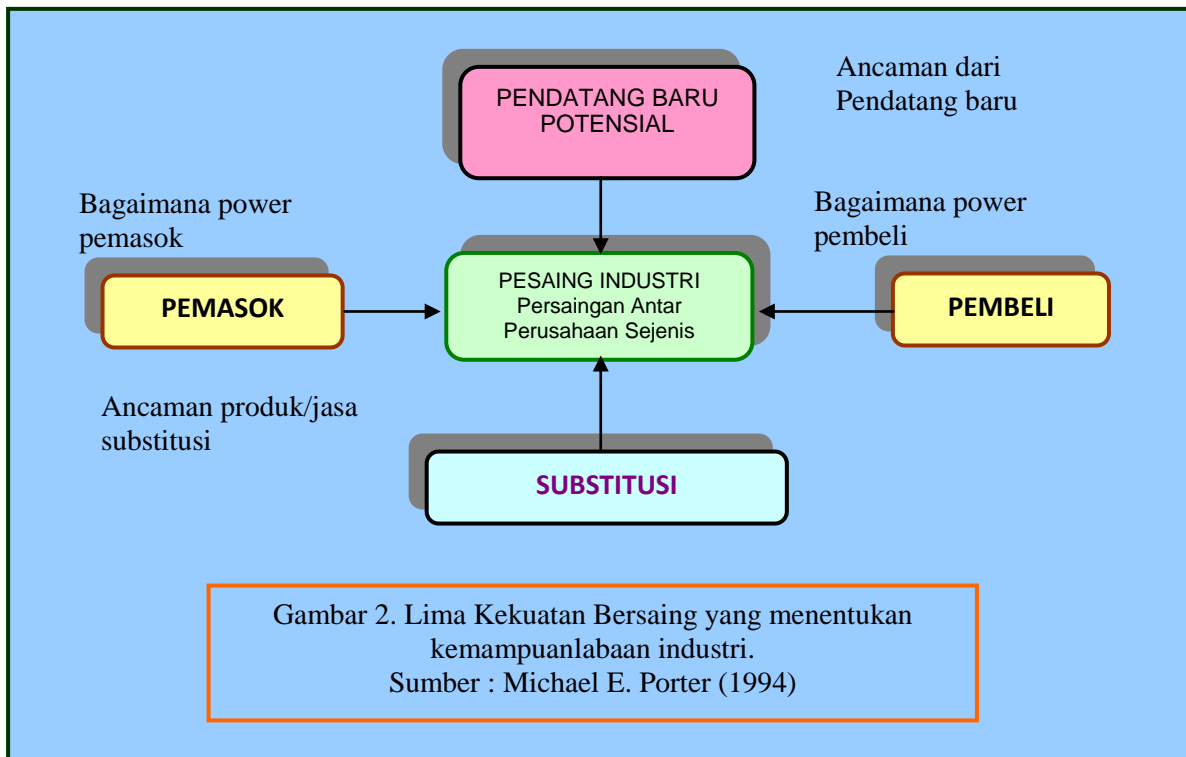 Ancaman dari
Pendatang baru
PENDATANG BARU
POTENSIAL
Bagaimana power
pemasok
Bagaimana power
pembeli
PEMASOK
PESAING INDUSTRI
Persaingan Antar
Perusahaan Sejenis
PEMBELI
Ancaman produk/jasa
substitusi
SUBSTITUSI
Gambar 2. Lima Kekuatan Bersaing yang menentukan
kemampuanlabaan industri.
Sumber : Michael E. Porter (1994)